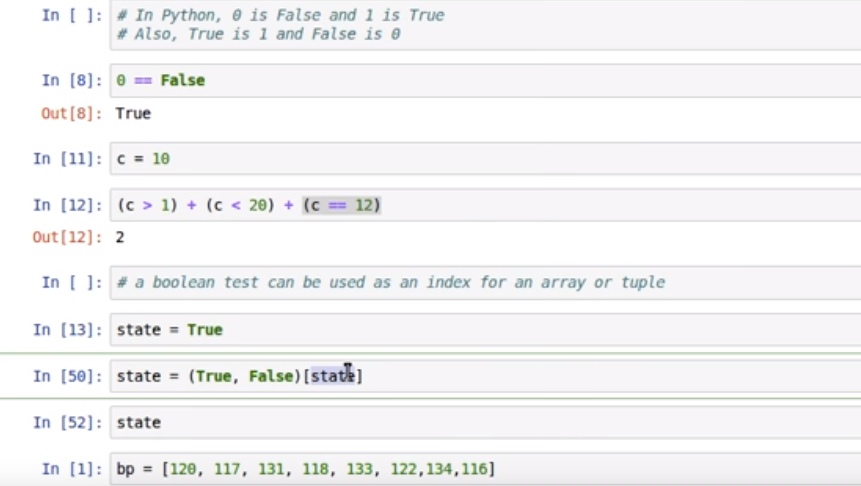 In [ ]: # In Python, 0 is False and 1 is True
# Also, True is 1 and False is 0
In [8]: 0 == False
Out[8]: True
In [11]: c = 10
In [12]: (c > 1) + (c < 20) + (c == 12)
Out[12]: 2
In [ ]: # a boolean test can be used as an index for an array or tuple
In [13]: state = True
In [50]: state = (True, False)[state]
In [52]: state
In [1]: bp = [120, 117, 131, 118, 133, 122,134,116]